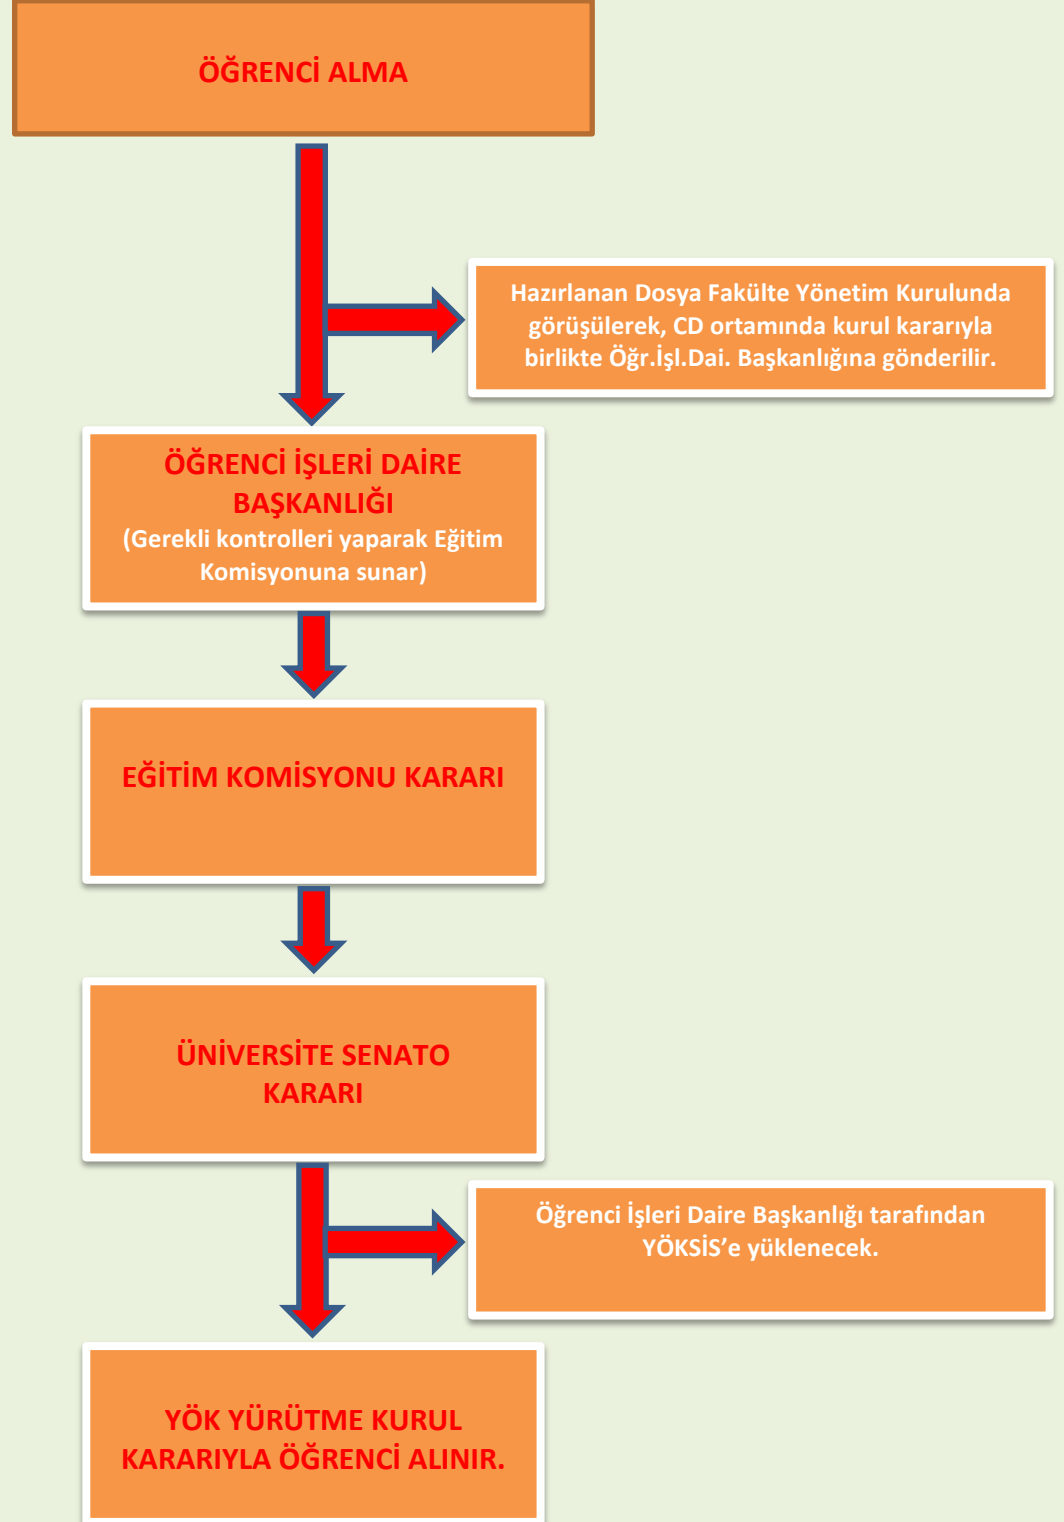 ÖĞRENCİ ALMA
Hazırlanan Dosya Fakülte Yönetim Kurulunda
görüşülerek, CD ortamında kurul kararıyla
birlikte Öğr.İşl.Dai. Başkanlığına gönderilir.
ÖĞRENCİ İŞLERİ DAİRE
BAŞKANLIĞI
(Gerekli kontrolleri yaparak Eğitim
Komisyonuna sunar)
EĞİTİM KOMİSYONU KARARI
ÜNİVERSİTE SENATO
KARARI
Öğrenci İşleri Daire Başkanlığı tarafından
YÖKSİS’e yüklenecek.
YÖK YÜRÜTME KURUL
KARARIYLA ÖĞRENCİ ALINIR.